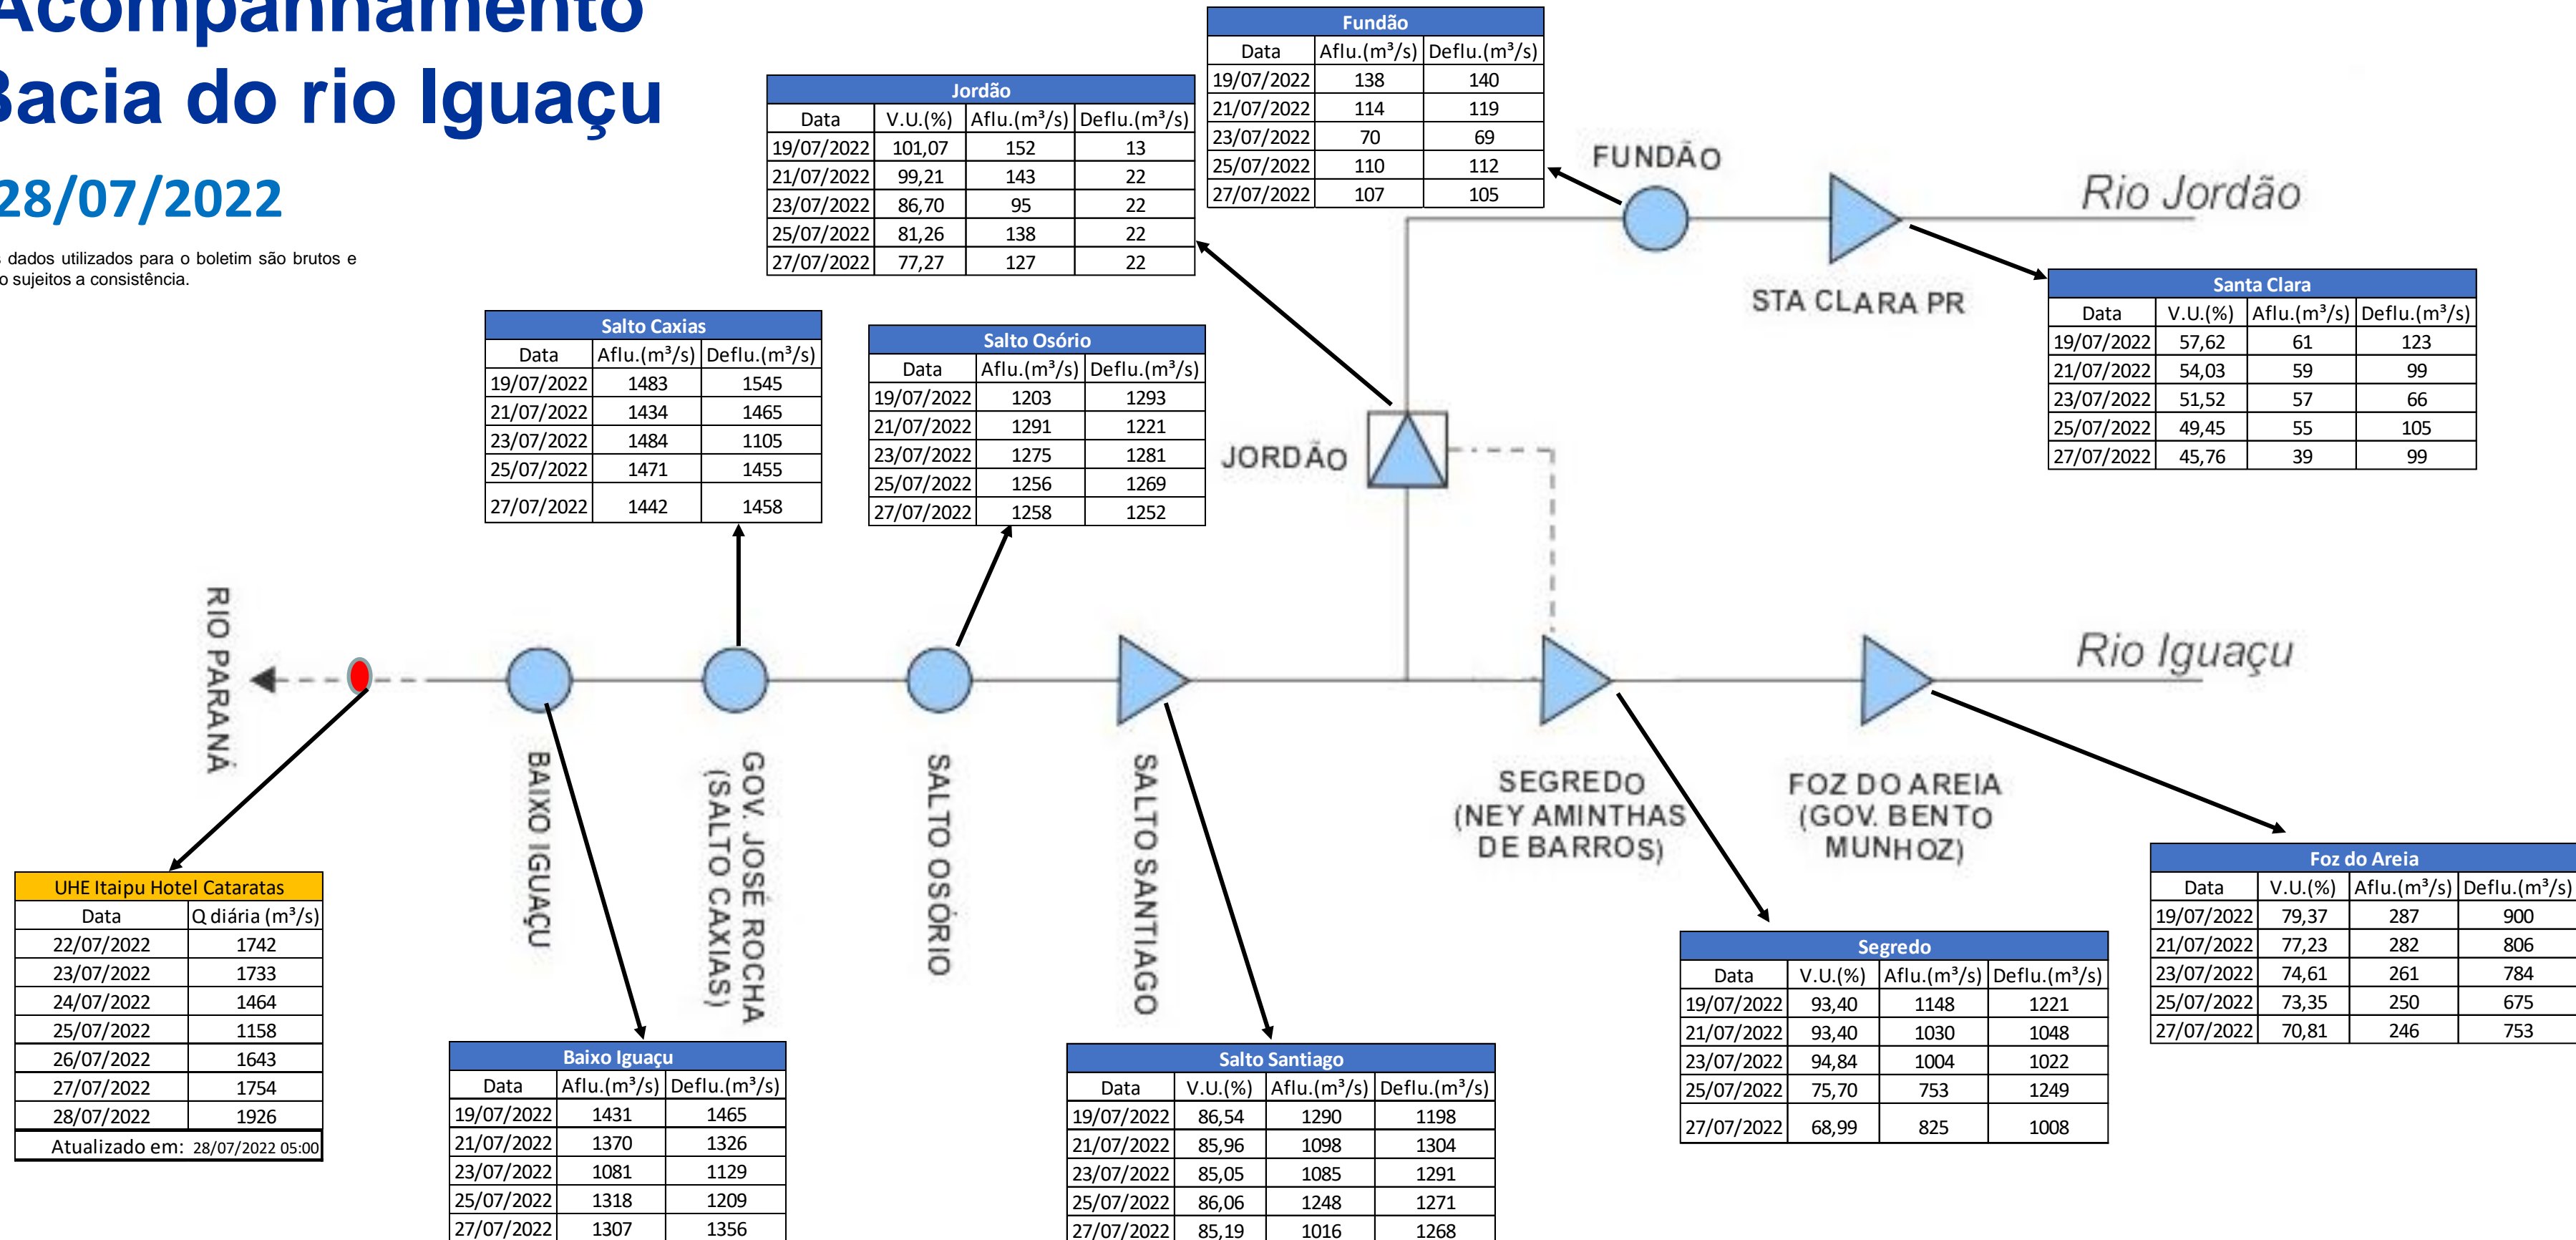 Acompanhamento
Bacia do rio Iguaçu
28/07/2022
dados utilizados para o boletim são brutos e
sujeitos a consistência.
Fundão
Data Aflu.(m³/s) Deflu.(m³/s)
19/07/2022 138 140
21/07/2022 114 119
23/07/2022 70 69
25/07/2022 110 112
27/07/2022 107 105
Jordão
Data V.U.(%) Aflu.(m³/s) Deflu.(m³/s)
19/07/2022 101,07 152 13
21/07/2022 99,21 143 22
23/07/2022 86,70 95 22
25/07/2022 81,26 138 22
27/07/2022 77,27 127 22
FUNDÃO
Rio Jordão
STA CLARA PR
Santa Clara
Data V.U.(%) Aflu.(m³/s) Deflu.(m³/s)
19/07/2022 57,62 61 123
21/07/2022 54,03 59 99
23/07/2022 51,52 57 66
25/07/2022 49,45 55 105
27/07/2022 45,76 39 99
Salto Caxias
Data Aflu.(m³/s) Deflu.(m³/s)
19/07/2022 1483 1545
21/07/2022 1434 1465
23/07/2022 1484 1105
25/07/2022 1471 1455
27/07/2022 1442 1458
Salto Osório
Data Aflu.(m³/s) Deflu.(m³/s)
19/07/2022 1203 1293
21/07/2022 1291 1221
23/07/2022 1275 1281
25/07/2022 1256 1269
27/07/2022 1258 1252
JORDÃO
RIO PARANÁ
Rio Iguaçu
BAIXO IGUAÇU
GOV. JOSÉ ROCHA
(SALTO CAXIAS)
SALTO OSÓRIO
SALTO SANTIAGO
SEGREDO
(NEY AMINTHAS
DE BARROS)
FOZ DO AREIA
(GOV. BENTO
MUNHOZ)
UHE Itaipu Hotel Cataratas
Data Q diária (m³/s)
22/07/2022 1742
23/07/2022 1733
24/07/2022 1464
25/07/2022 1158
26/07/2022 1643
27/07/2022 1754
28/07/2022 1926
Atualizado em: 28/07/2022 05:00
Baixo Iguaçu
Data Aflu.(m³/s) Deflu.(m³/s)
19/07/2022 1431 1465
21/07/2022 1370 1326
23/07/2022 1081 1129
25/07/2022 1318 1209
27/07/2022 1307 1356
Salto Santiago
Data V.U.(%) Aflu.(m³/s) Deflu.(m³/s)
19/07/2022 86,54 1290 1198
21/07/2022 85,96 1098 1304
23/07/2022 85,05 1085 1291
25/07/2022 86,06 1248 1271
27/07/2022 85,19 1016 1268
Segredo
Data V.U.(%) Aflu.(m³/s) Deflu.(m³/s)
19/07/2022 93,40 1148 1221
21/07/2022 93,40 1030 1048
23/07/2022 94,84 1004 1022
25/07/2022 75,70 753 1249
27/07/2022 68,99 825 1008
Foz do Areia
Data V.U.(%) Aflu.(m³/s) Deflu.(m³/s)
19/07/2022 79,37 287 900
21/07/2022 77,23 282 806
23/07/2022 74,61 261 784
25/07/2022 73,35 250 675
27/07/2022 70,81 246 753